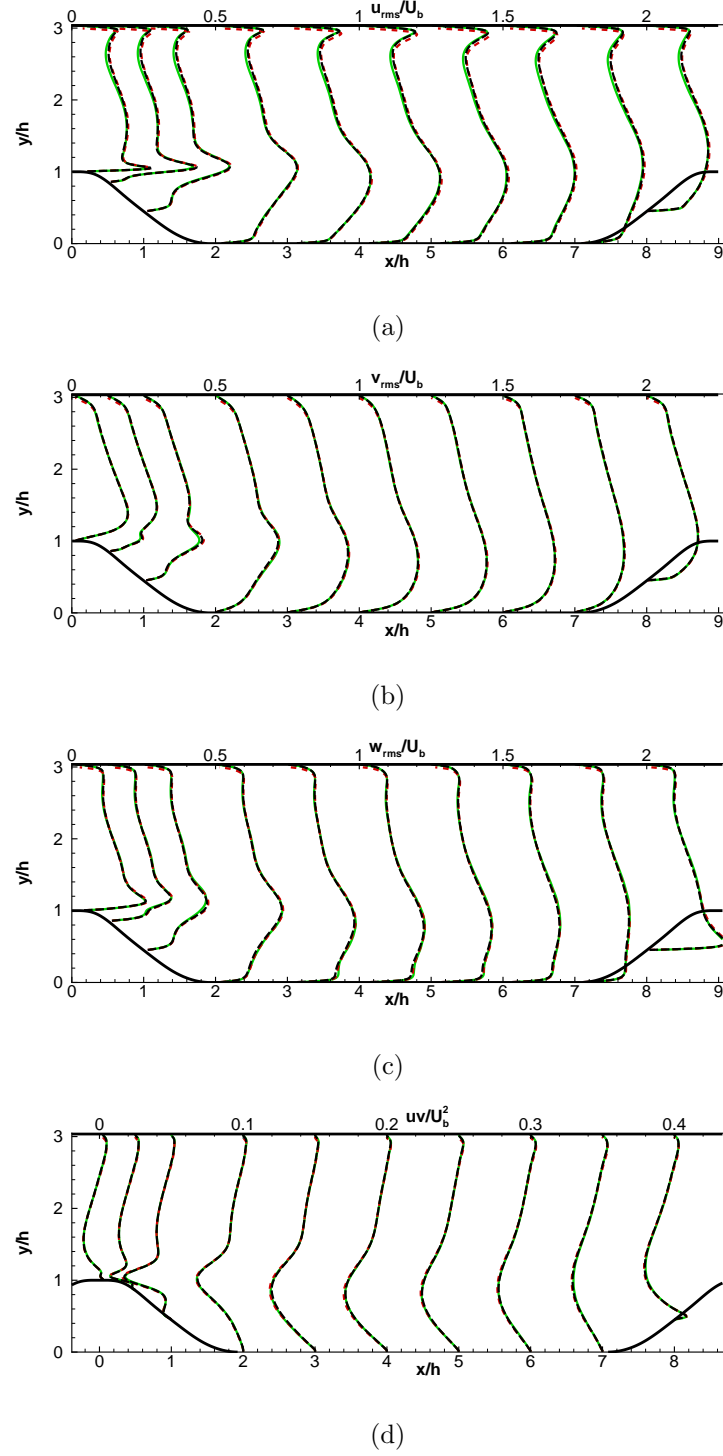 u_rms/U_b
0 0.5 1 1.5 2
y/h
3
2
1
0
0 1 2 3 4 5 6 7 8 9
x/h
(a)
v_rms/U_b
0 0.5 1 1.5 2
y/h
3
2
1
0
0 1 2 3 4 5 6 7 8 9
x/h
(b)
w_rms/U_b
0 0.5 1 1.5 2
y/h
3
2
1
0
0 1 2 3 4 5 6 7 8 9
x/h
(c)
uv/U_b^2
0 0.1 0.2 0.3 0.4
y/h
3
2
1
0
0 1 2 3 4 5 6 7 8
x/h
(d)